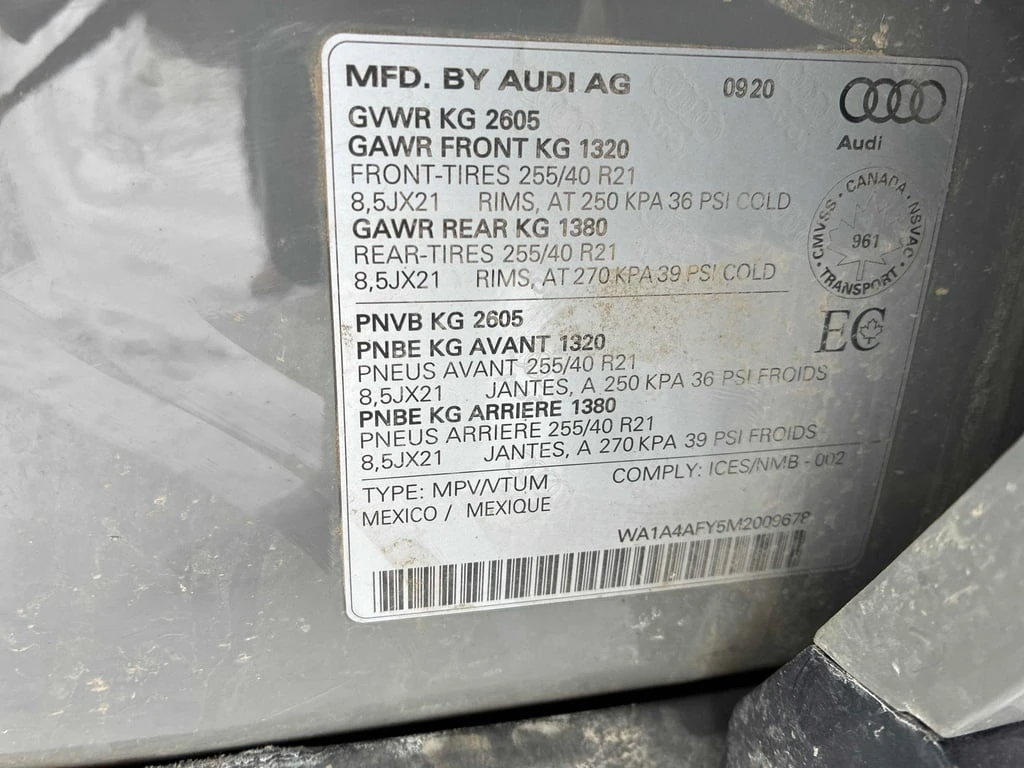 MFD. BY AUDI AG 0920
Audi
GVWR KG 2605
GAWR FRONT KG 1320
FRONT-TIRES 255/40 R21
8,5JX21 RIMS, AT 250 KPA 36 PSI COLD
GAWR REAR KG 1380
REAR-TIRES 255/40 R21
8,5JX21 RIMS, AT 270 KPA 39 PSI COLD
CANADA · NSVAC · TRANSPORT · CMVSS ·
961
EC
PNVB KG 2605
PNBE KG AVANT 1320
PNEUS AVANT 255/40 R21
8,5JX21 JANTES, A 250 KPA 36 PSI FROIDS
PNBE KG ARRIERE 1380
PNEUS ARRIERE 255/40 R21
8,5JX21 JANTES, A 270 KPA 39 PSI FROIDS
TYPE: MPV/VTUM COMPLY: ICES/NMB - 002
MEXICO / MEXIQUE
WA1A4AFY5M2009678